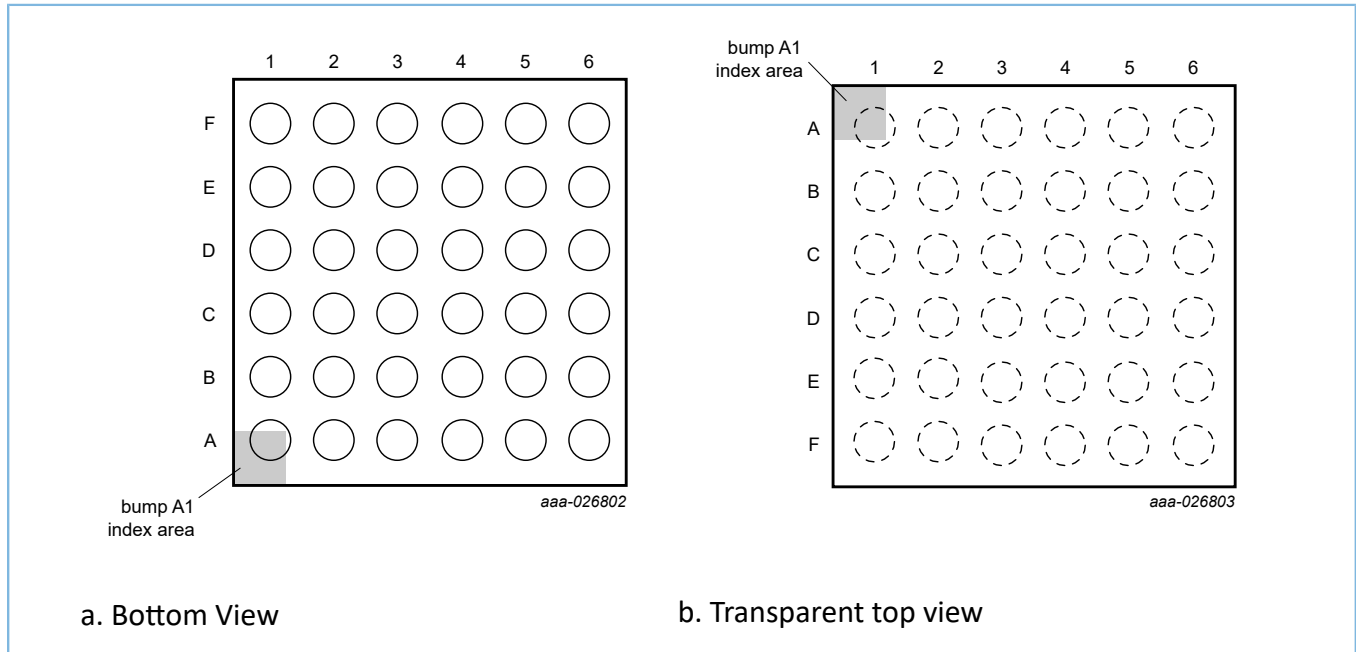 1 2 3 4 5 6
F
E
D
C
B
A
bump A1
index area
aaa-026802
a. Bottom View
bump A1
index area
1 2 3 4 5 6
A
B
C
D
E
F
aaa-026803
b. Transparent top view